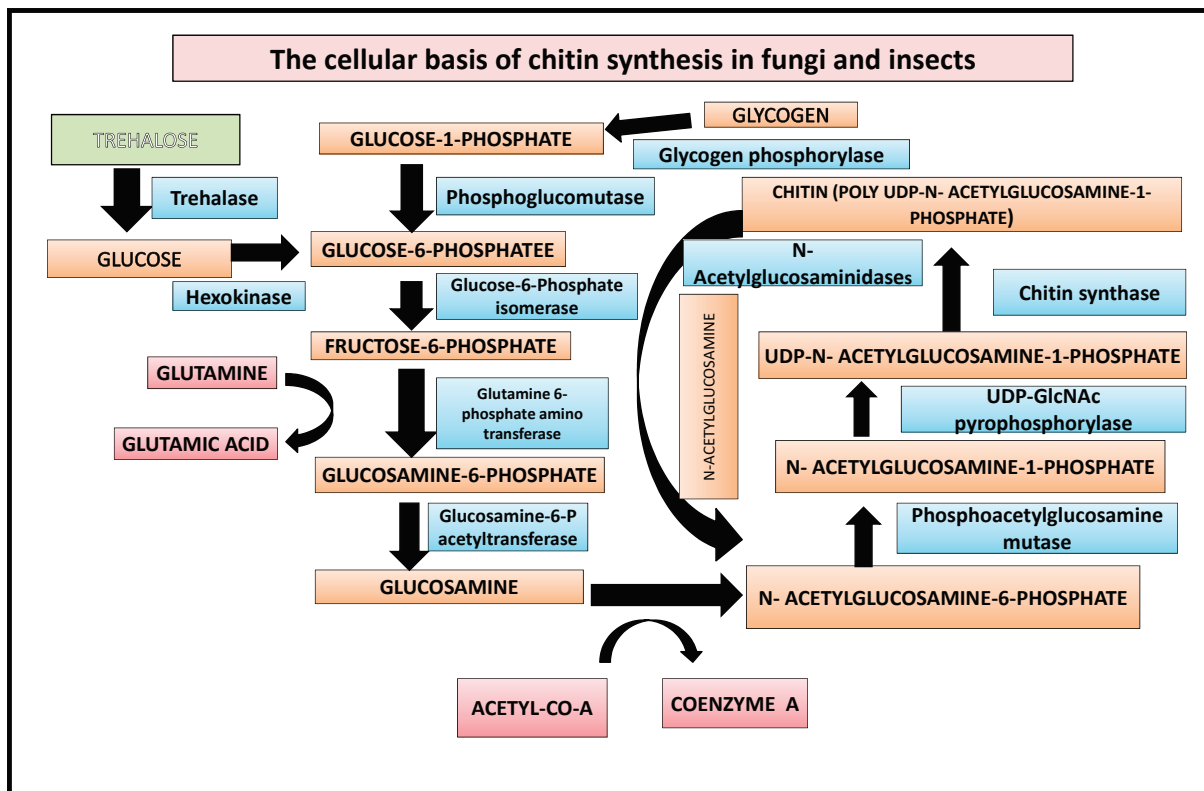 The cellular basis of chitin synthesis in fungi and insects
TREHALOSE
Trehalase
GLUCOSE
Hexokinase
GLYCOGEN
Glycogen phosphorylase
GLUCOSE-1-PHOSPHATE
Phosphoglucomutase
GLUCOSE-6-PHOSPHATEE
Glucose-6-Phosphate
isomerase
FRUCTOSE-6-PHOSPHATE
GLUTAMINE
GLUTAMIC ACID
Glutamine 6-
phosphate amino
transferase
GLUCOSAMINE-6-PHOSPHATE
Glucosamine-6-P
acetyltransferase
GLUCOSAMINE
ACETYL-CO-A
COENZYME A
N- ACETYLGLUCOSAMINE-6-PHOSPHATE
Phosphoacetylglucosamine
mutase
N- ACETYLGLUCOSAMINE-1-PHOSPHATE
UDP-GlcNAc
pyrophosphorylase
UDP-N- ACETYLGLUCOSAMINE-1-PHOSPHATE
Chitin synthase
CHITIN (POLY UDP-N- ACETYLGLUCOSAMINE-1-
PHOSPHATE)
N-
Acetylglucosaminidases
N-ACETYLGLUCOSAMINE